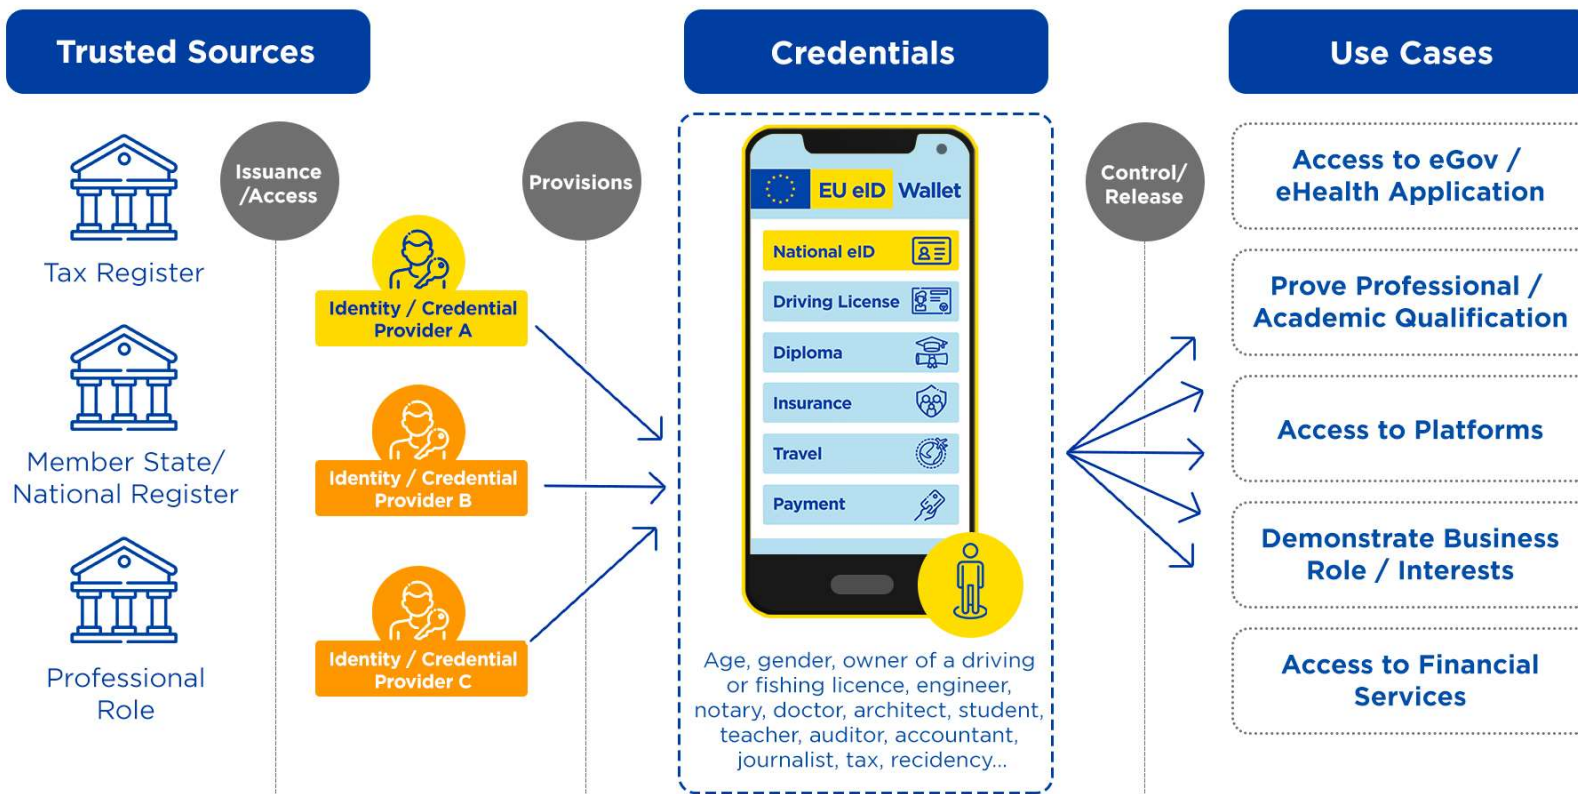 Trusted Sources
Credentials
Use Cases
Issuance
/Access
Provisions
Control/
Release
Tax Register
Member State/
National Register
Professional
Role
Identity / Credential
Provider A
Identity / Credential
Provider B
Identity / Credential
Provider C
EU eID Wallet
National eID
Driving License
Diploma
Insurance
Travel
Payment
Age, gender, owner of a driving
or fishing licence, engineer,
notary, doctor, architect, student,
teacher, auditor, accountant,
journalist, tax, recidency...
Access to eGov /
eHealth Application
Prove Professional /
Academic Qualification
Access to Platforms
Demonstrate Business
Role / Interests
Access to Financial
Services